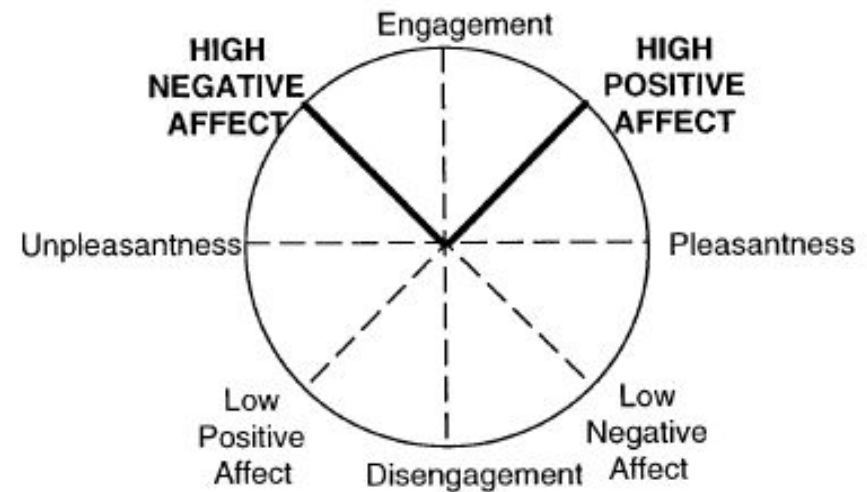 Engagement
HIGH
NEGATIVE
AFFECT
HIGH
POSITIVE
AFFECT
Unpleasantness
Pleasantness
Low
Positive
Affect
Disengagement
Low
Negative
Affect